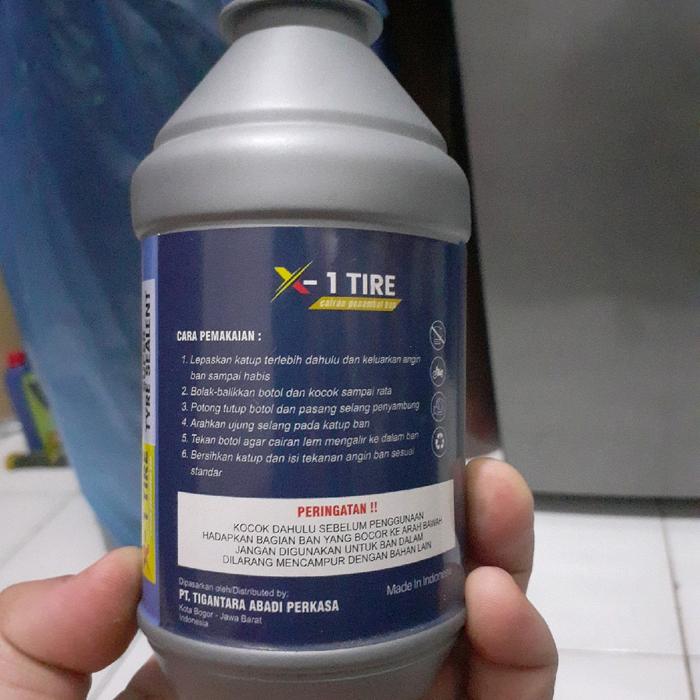 X-1 TIRE
cairan penambal ban
CARA PEMAKAIAN :
1. Lepaskan katup terlebih dahulu dan keluarkan angin
ban sampai habis
2. Bolak-balikkan botol dan kocok sampai rata
3. Potong tutup botol dan pasang selang penyambung
4. Arahkan ujung selang pada katup ban
5. Tekan botol agar cairan lem mengalir ke dalam ban
6. Bersihkan katup dan isi tekanan angin ban sesuai
standar
PERINGATAN !!
KOCOK DAHULU SEBELUM PENGGUNAAN
HADAPKAN BAGIAN BAN YANG BOCOR KE ARAH BAWAH
JANGAN DIGUNAKAN UNTUK BAN DALAM
DILARANG MENCAMPUR DENGAN BAHAN LAIN
Dipasarkan oleh/Distributed by:
PT. TIGANTARA ABADI PERKASA
Kota Bogor - Jawa Barat
Indonesia
Made in Indonesia
X-1 TIRE
TYRE SEALENT